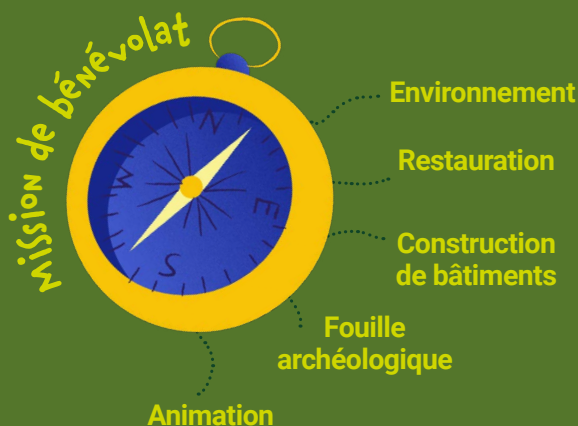 Mission de bénévolat
Environnement
Restauration
Construction
de bâtiments
Fouille
archéologique
Animation
N
E
S
W